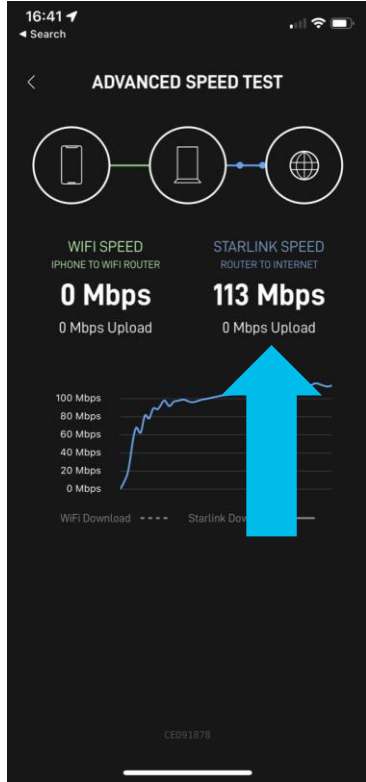 16:41
◀ Search
ADVANCED SPEED TEST
WIFI SPEED
IPHONE TO WIFI ROUTER
0 Mbps
0 Mbps Upload
STARLINK SPEED
ROUTER TO INTERNET
113 Mbps
0 Mbps Upload
100 Mbps
80 Mbps
60 Mbps
40 Mbps
20 Mbps
0 Mbps
WiFi Download
Starlink
CE091878